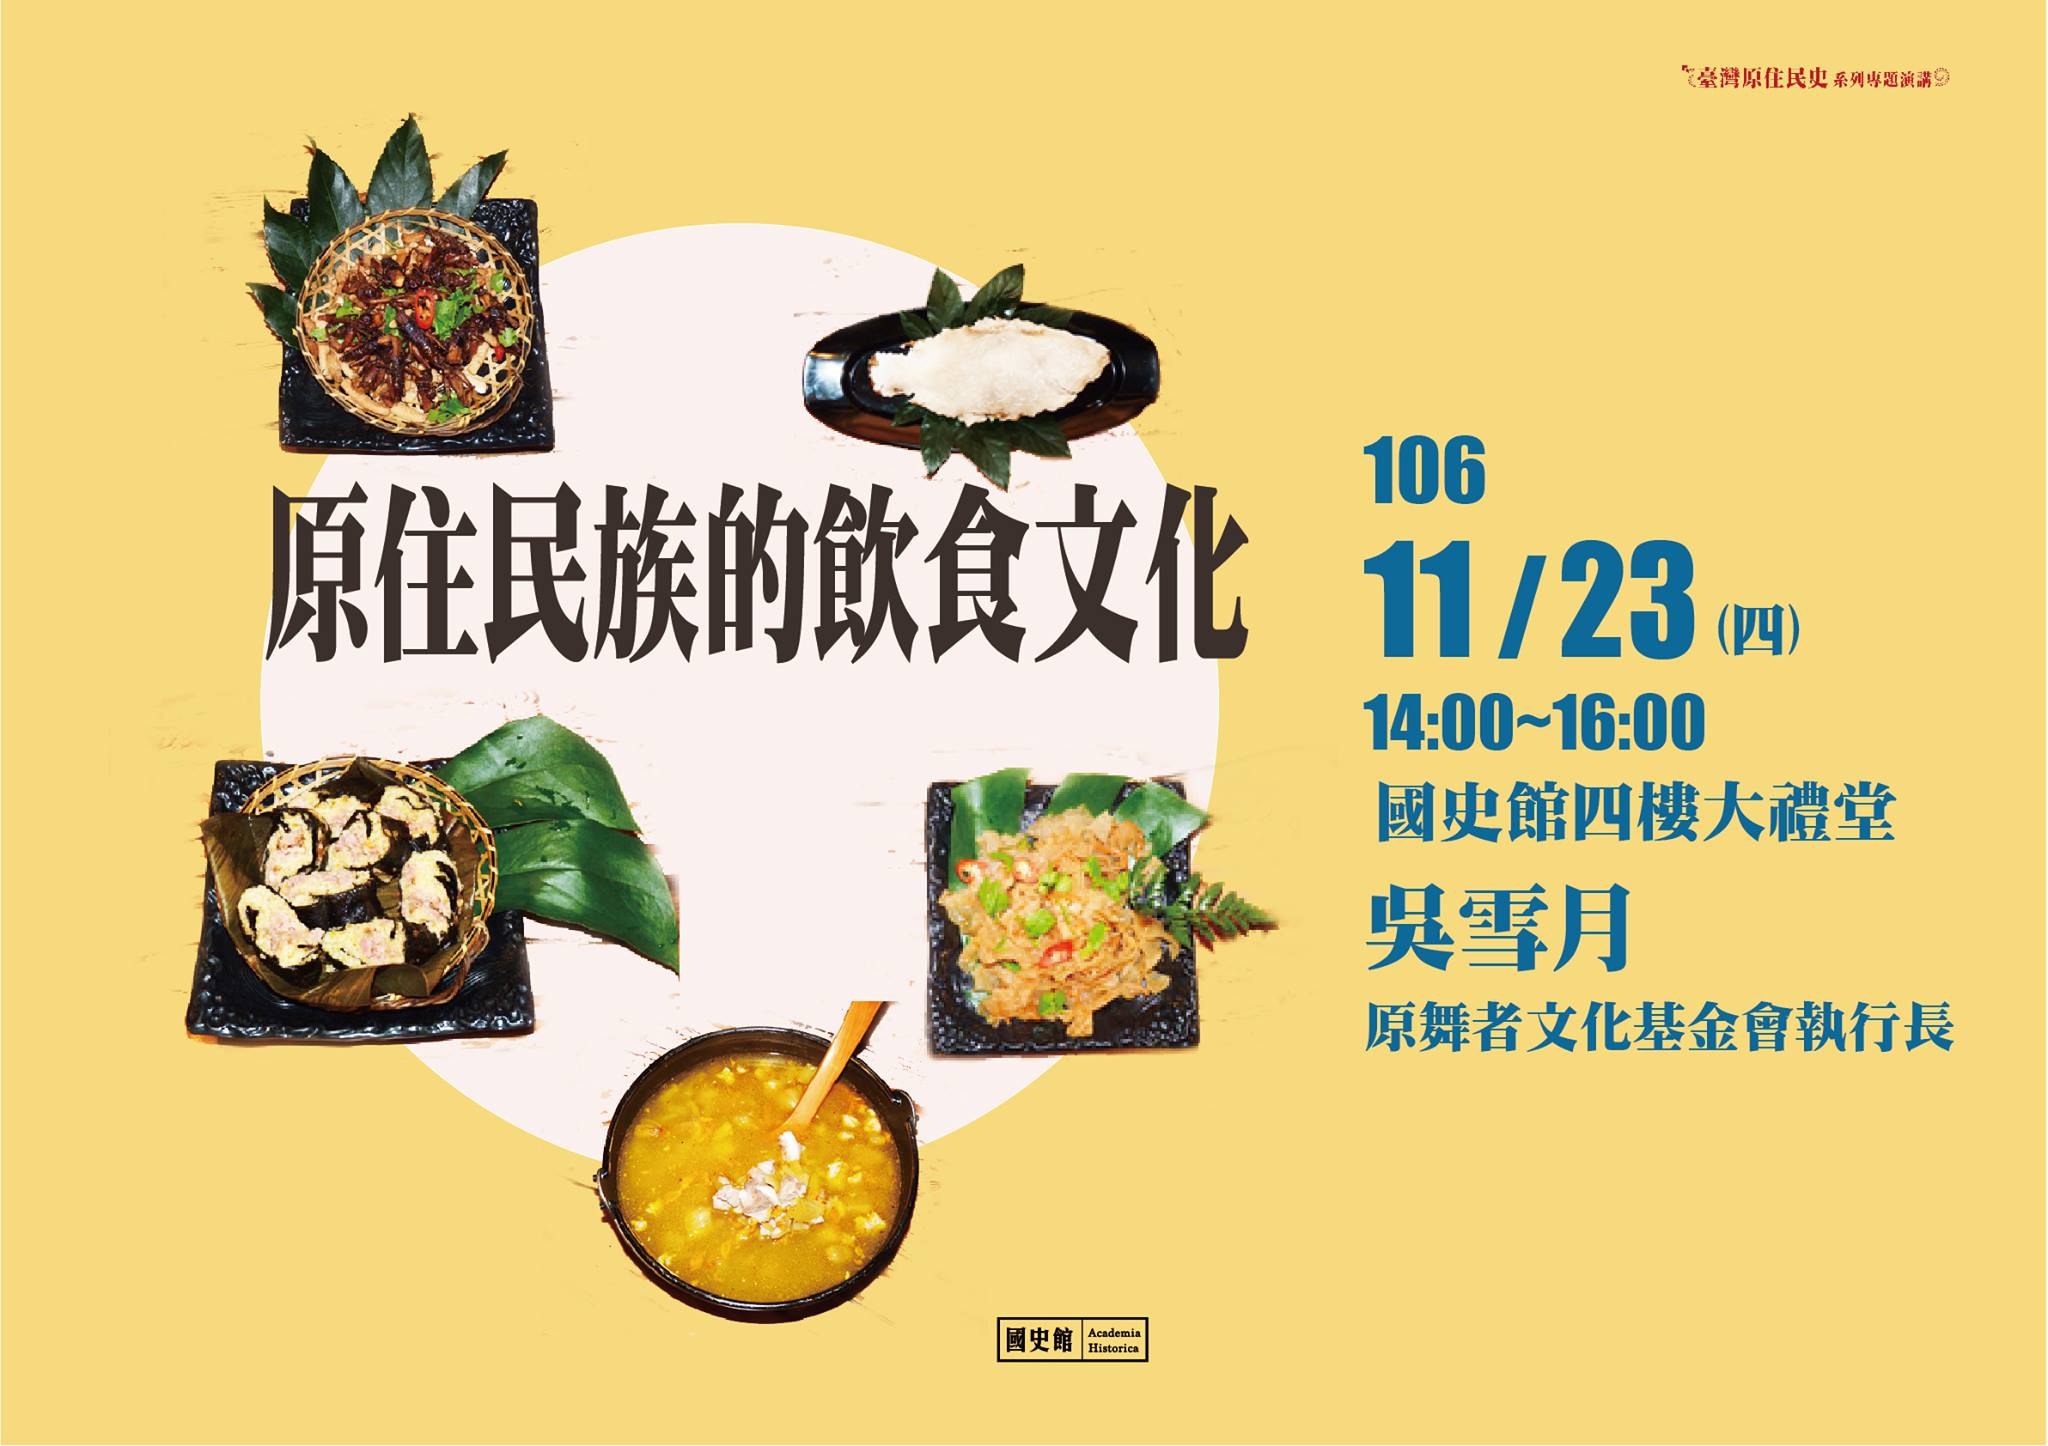 臺灣原住民史系列專題演講
原住民族的飲食文化
106
11/23(四)
14:00~16:00
國史館四樓大禮堂
吳雪月
原舞者文化基金會執行長
國史館
Academia
Historica